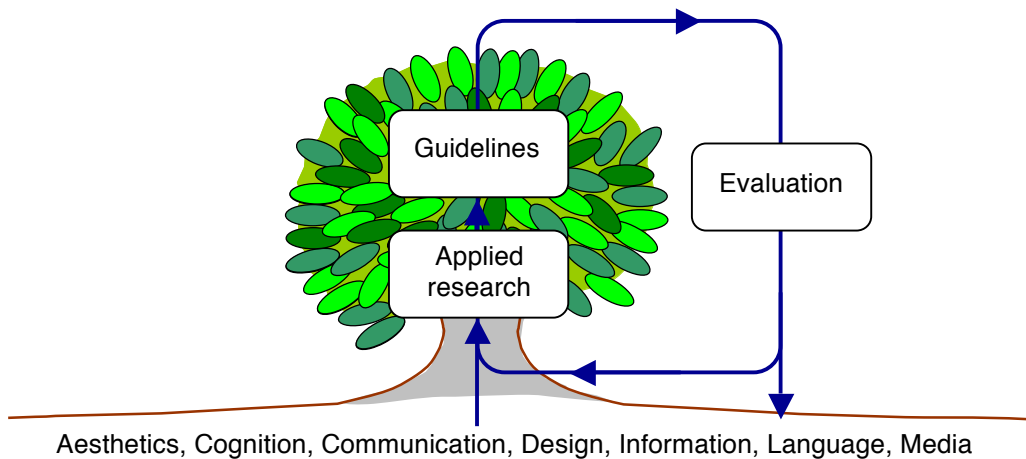 Guidelines
Evaluation
Applied
research
Aesthetics, Cognition, Communication, Design, Information, Language, Media